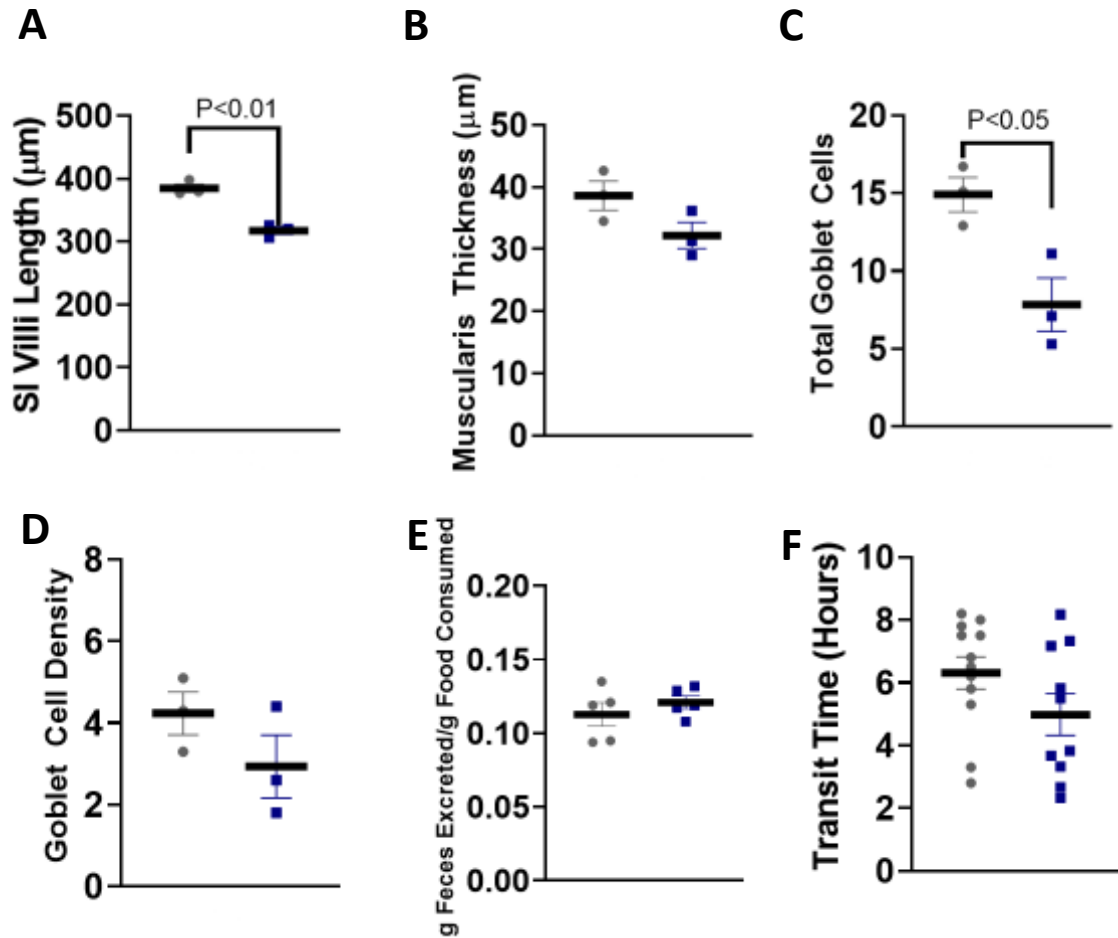 A
SI Villi Length (μm)
500
400
300
200
100
0
P<0.01
B
Muscularis Thickness (μm)
50
40
30
20
10
0
C
Total Goblet Cells
20
15
10
5
0
P<0.05
D
Goblet Cell Density
8
6
4
2
0
E
g Feces Excreted/g Food Consumed
0.20
0.15
0.10
0.05
0.00
F
Transit Time (Hours)
10
8
6
4
2
0